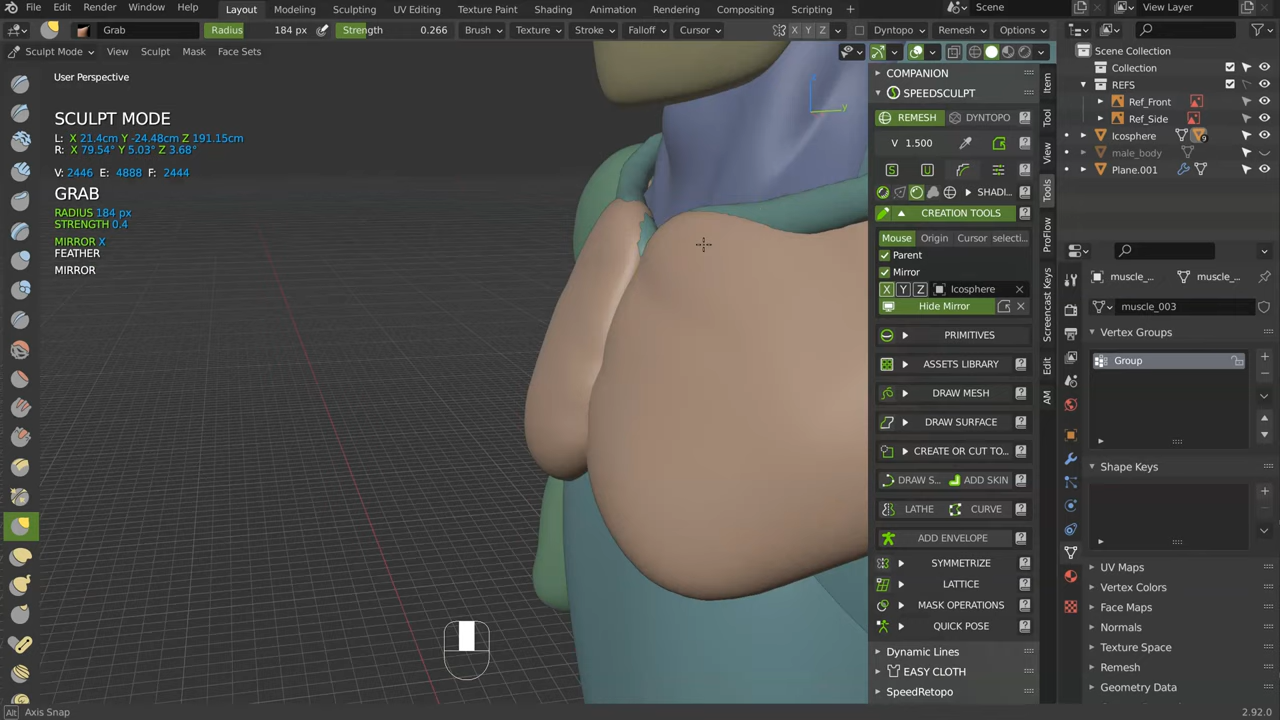 File Edit Render Window Help Layout Modeling Sculpting UV Editing Texture Paint Shading Animation Rendering Compositing Scripting + Scene View Layer
Grab Radius 184 px Strength 0.266 Brush Texture Stroke Falloff Cursor X Y Z Dyntopo Remesh Options
Sculpt Mode View Sculpt Mask Face Sets
User Perspective
SCULPT MODE
L: X 21.4cm Y -24.48cm Z 191.15cm
R: X 79.54° Y 5.03° Z 3.68°
V: 2446 E: 4888 F: 2444
GRAB
RADIUS 184 px
STRENGTH 0.4
MIRROR X
FEATHER
MIRROR
z
y
COMPANION
SPEEDSCULPT
REMESH DYNTOPO
V 1.500
S U
SHADI...
CREATION TOOLS
Mouse Origin Cursor selecti...
Parent
Mirror
X Y Z Icosphere
Hide Mirror
PRIMITIVES
ASSETS LIBRARY
DRAW MESH
DRAW SURFACE
CREATE OR CUT TO...
DRAW S... ADD SKIN
LATHE CURVE
ADD ENVELOPE
SYMMETRIZE
LATTICE
MASK OPERATIONS
QUICK POSE
Dynamic Lines
EASY CLOTH
SpeedRetopo
Item
Tool
View
Tools
ProFlow
Screencast Keys
Edit
AM
Scene Collection
Collection
REFS
Ref_Front
Ref_Side
Icosphere 9
male_body
Plane.001
muscle_... muscle_...
muscle_003
Vertex Groups
Group
Shape Keys
UV Maps
Vertex Colors
Face Maps
Normals
Texture Space
Remesh
Geometry Data
Alt Axis Snap 2.92.0